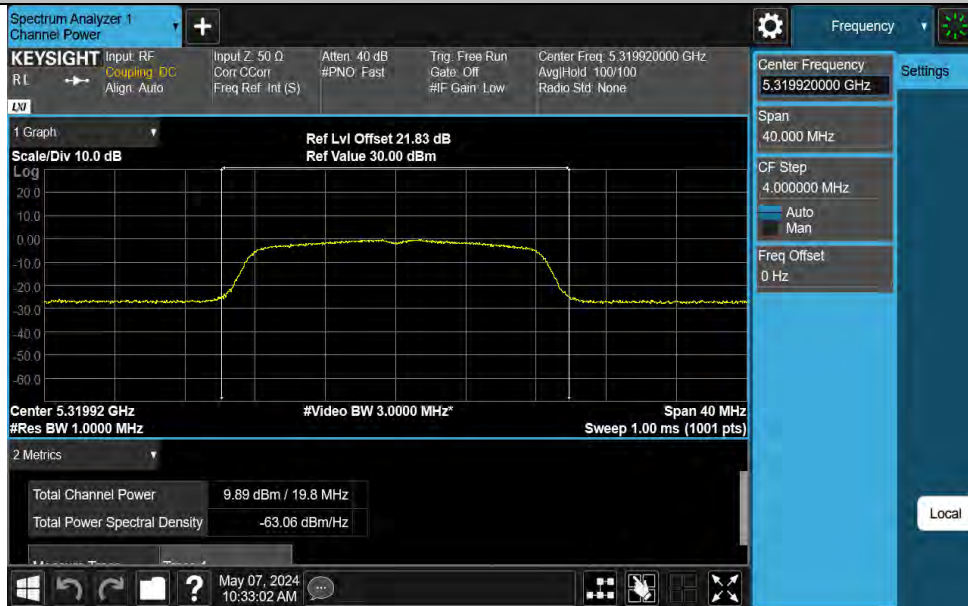 Spectrum Analyzer 1
Channel Power
+
Frequency
KEYSIGHT
Input: RF
Coupling: DC
Align: Auto
Input Z: 50 Ω
Corr CCorr
Freq Ref: Int (S)
Atten: 40 dB
#PNO: Fast
Trig: Free Run
Gate: Off
#IF Gain: Low
Center Freq: 5.319920000 GHz
Avg|Hold: 100/100
Radio Std: None
LXI
Center Frequency
5.319920000 GHz
Settings
Span
40.000 MHz
CF Step
4.000000 MHz
Auto
Man
Freq Offset
0 Hz
1 Graph
Scale/Div 10.0 dB
Ref Lvl Offset 21.83 dB
Ref Value 30.00 dBm
Log
20.0
10.0
0.00
-10.0
-20.0
-30.0
-40.0
-50.0
-60.0
Center 5.31992 GHz
#Video BW 3.0000 MHz*
Span 40 MHz
#Res BW 1.0000 MHz
Sweep 1.00 ms (1001 pts)
2 Metrics
Total Channel Power 9.89 dBm / 19.8 MHz
Total Power Spectral Density -63.06 dBm/Hz
Local
?
May 07, 2024
10:33:02 AM